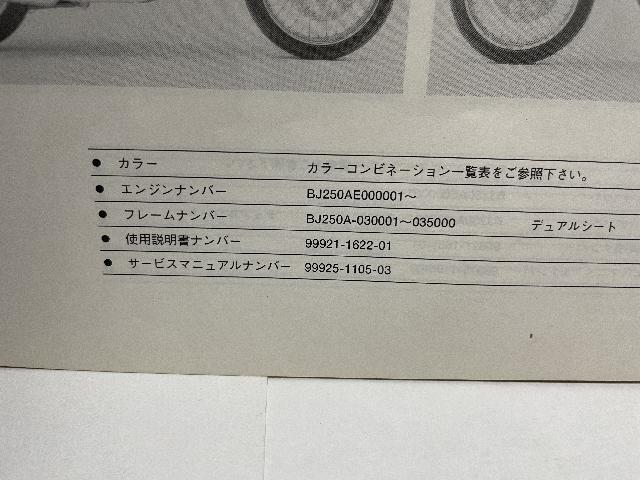 ● カラー カラーコンビネーション一覧表をご参照下さい。
● エンジンナンバー BJ250AE000001〜
● フレームナンバー BJ250A-030001〜035000 デュアルシート
● 使用説明書ナンバー 99921-1622-01
● サービスマニュアルナンバー 99925-1105-03